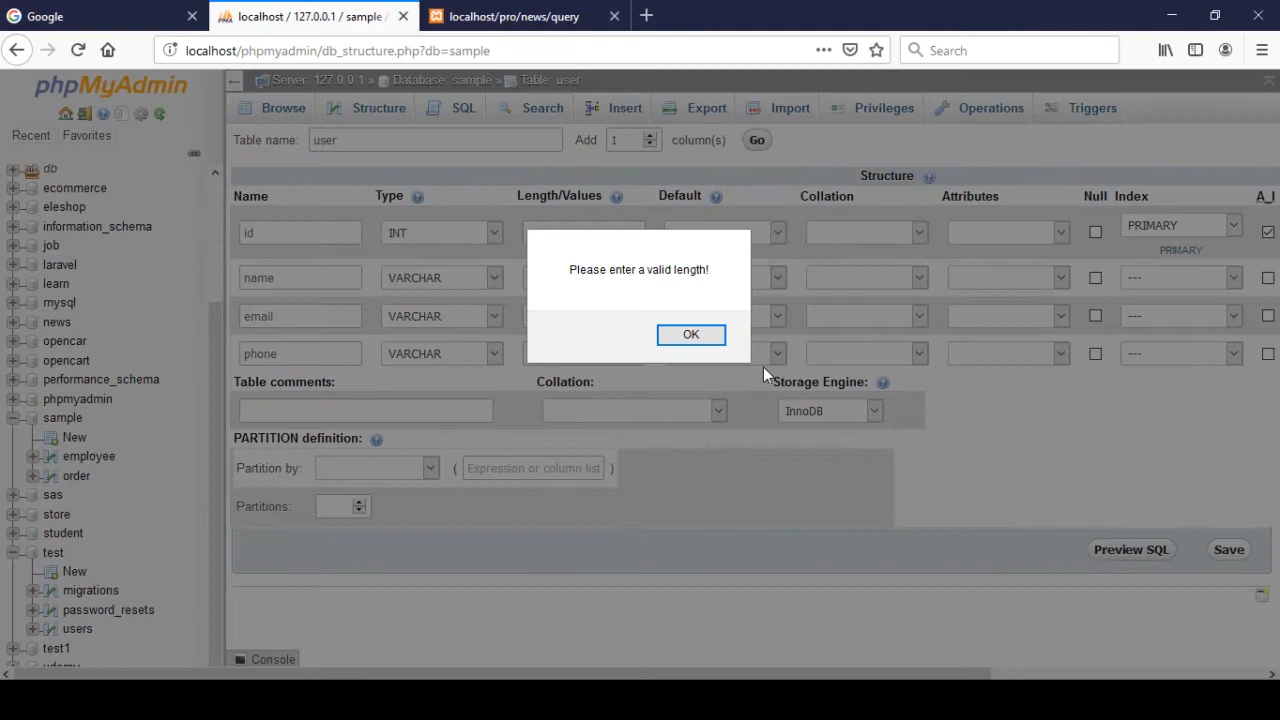 Google
localhost / 127.0.0.1 / sample /
localhost/pro/news/query
localhost/phpmyadmin/db_structure.php?db=sample
Search
phpMyAdmin
Recent
Favorites
db
ecommerce
eleshop
information_schema
job
laravel
learn
mysql
news
opencar
opencart
performance_schema
phpmyadmin
sample
New
employee
order
sas
store
student
test
New
migrations
password_resets
users
test1
udemy
Server: 127.0.0.1 » Database: sample » Table: user
Browse Structure SQL Search Insert Export Import Privileges Operations Triggers
Table name: user Add 1 column(s) Go
Structure
Name Type Length/Values Default Collation Attributes Null Index A_I
id INT PRIMARY
PRIMARY
name VARCHAR ---
email VARCHAR ---
phone VARCHAR ---
Please enter a valid length!
OK
Table comments: Collation: Storage Engine:
InnoDB
PARTITION definition:
Partition by: ( Expression or column list )
Partitions:
Preview SQL Save
Console